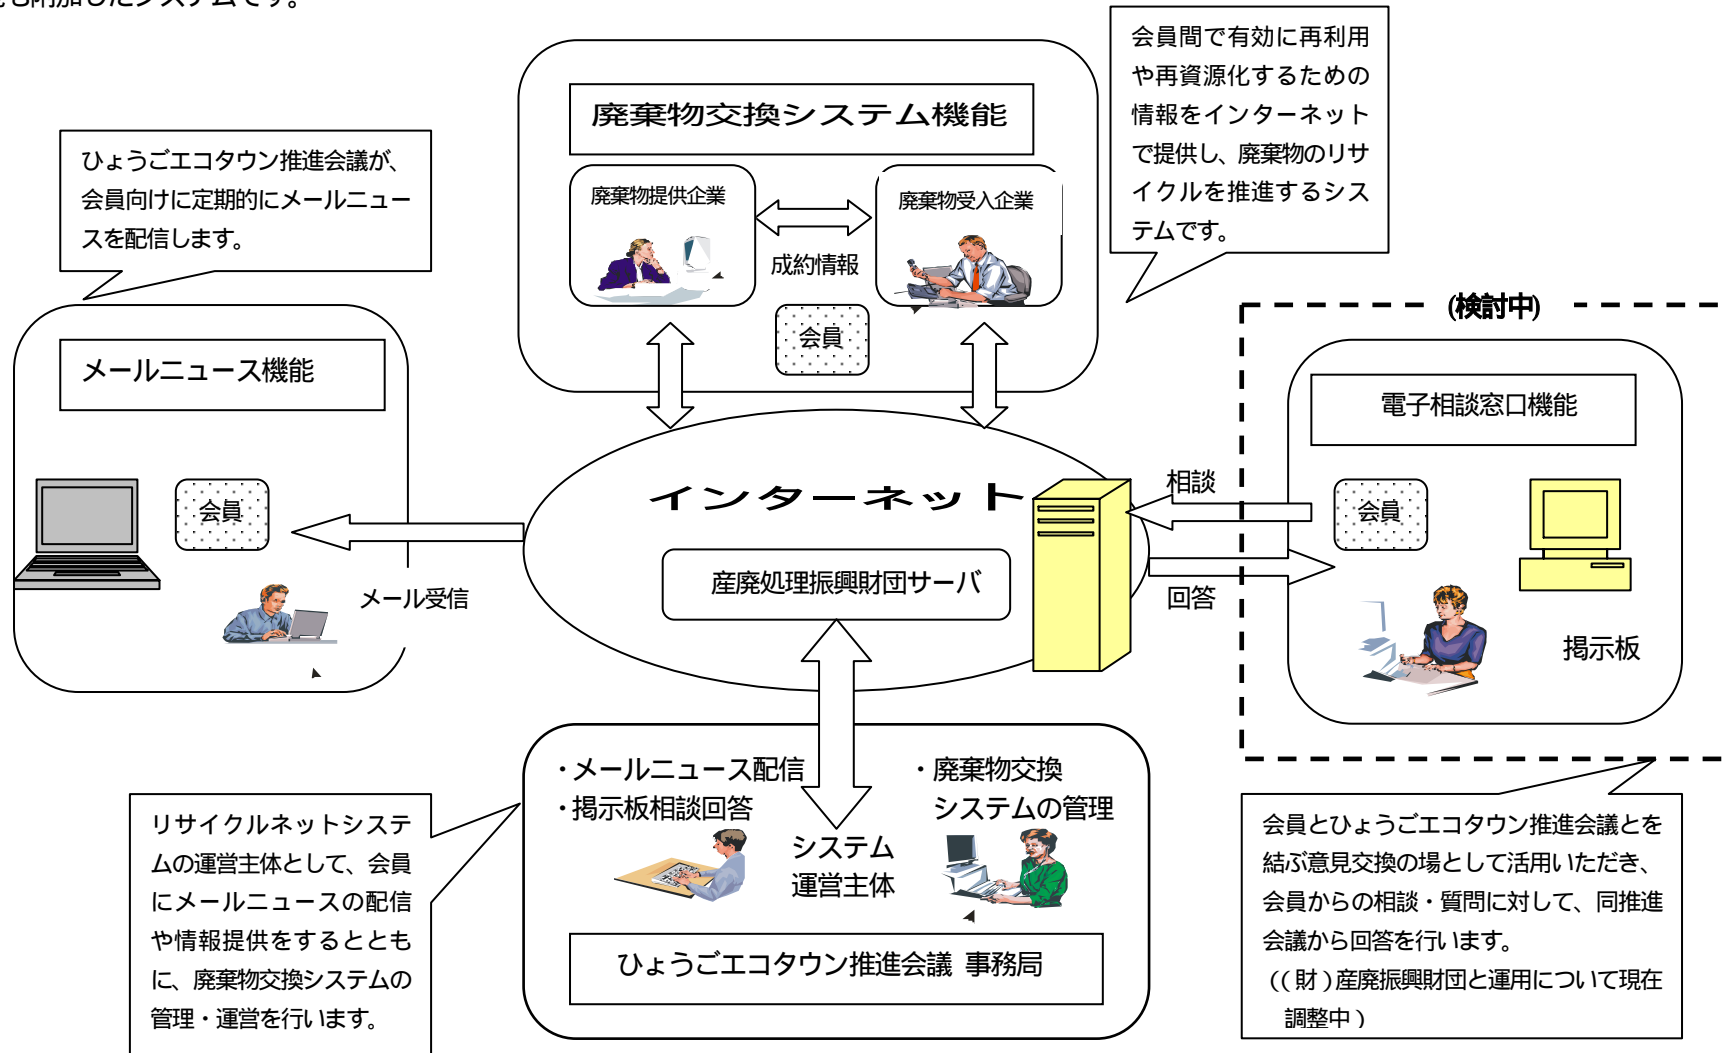 も附加したシステムです。
会員間で有効に再利用
や再資源化するための
情報をインターネット
で提供し、廃棄物のリサ
イクルを推進するシス
テムです。
廃棄物交換システム機能
廃棄物提供企業
廃棄物受入企業
成約情報
会員
ひょうごエコタウン推進会議が、
会員向けに定期的にメールニュー
スを配信します。
メールニュース機能
会員
メール受信
(検討中)
電子相談窓口機能
会員
掲示板
相談
回答
インターネット
産廃処理振興財団サーバ
・メールニュース配信
・掲示板相談回答
・廃棄物交換
システムの管理
システム
運営主体
ひょうごエコタウン推進会議 事務局
リサイクルネットシステ
ムの運営主体として、会員
にメールニュースの配信
や情報提供をするととも
に、廃棄物交換システムの
管理・運営を行います。
会員とひょうごエコタウン推進会議とを
結ぶ意見交換の場として活用いただき、
会員からの相談・質問に対して、同推進
会議から回答を行います。
((財)産廃振興財団と運用について現在
調整中)